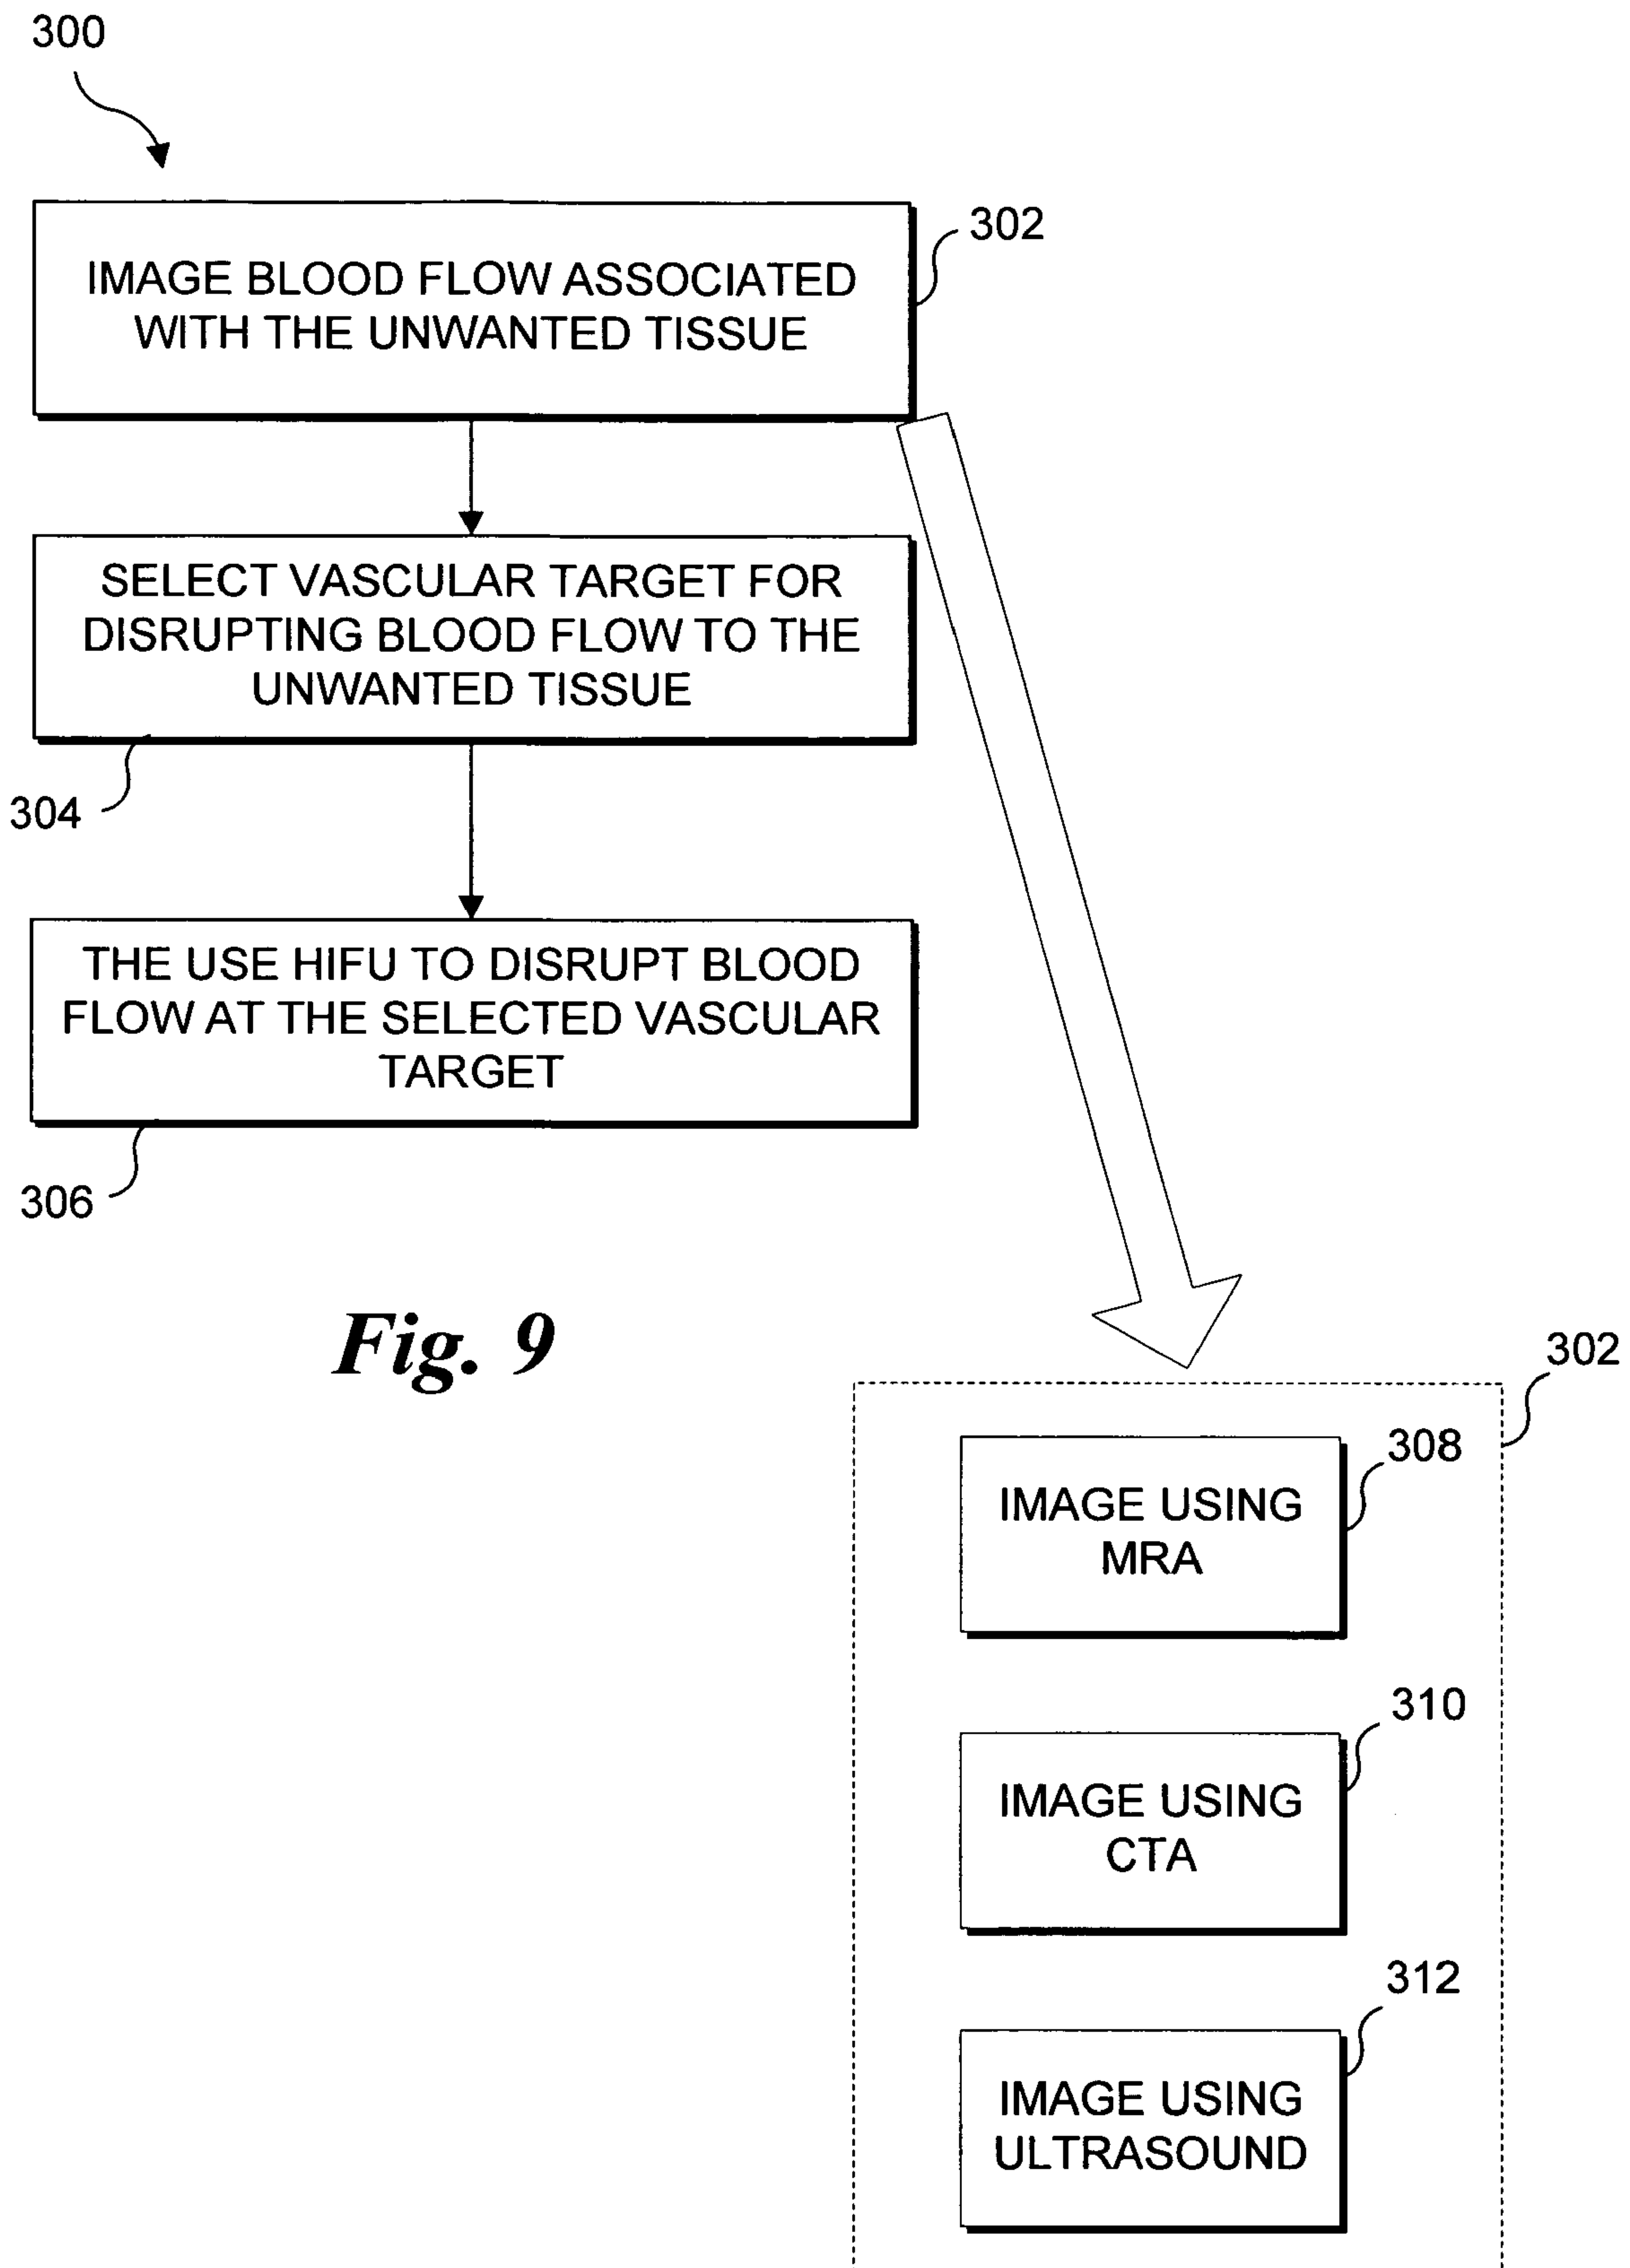 300
IMAGE BLOOD FLOW ASSOCIATED
WITH THE UNWANTED TISSUE
302
SELECT VASCULAR TARGET FOR
DISRUPTING BLOOD FLOW TO THE
UNWANTED TISSUE
304
THE USE HIFU TO DISRUPT BLOOD
FLOW AT THE SELECTED VASCULAR
TARGET
306
Fig. 9
302
308
IMAGE USING
MRA
310
IMAGE USING
CTA
312
IMAGE USING
ULTRASOUND